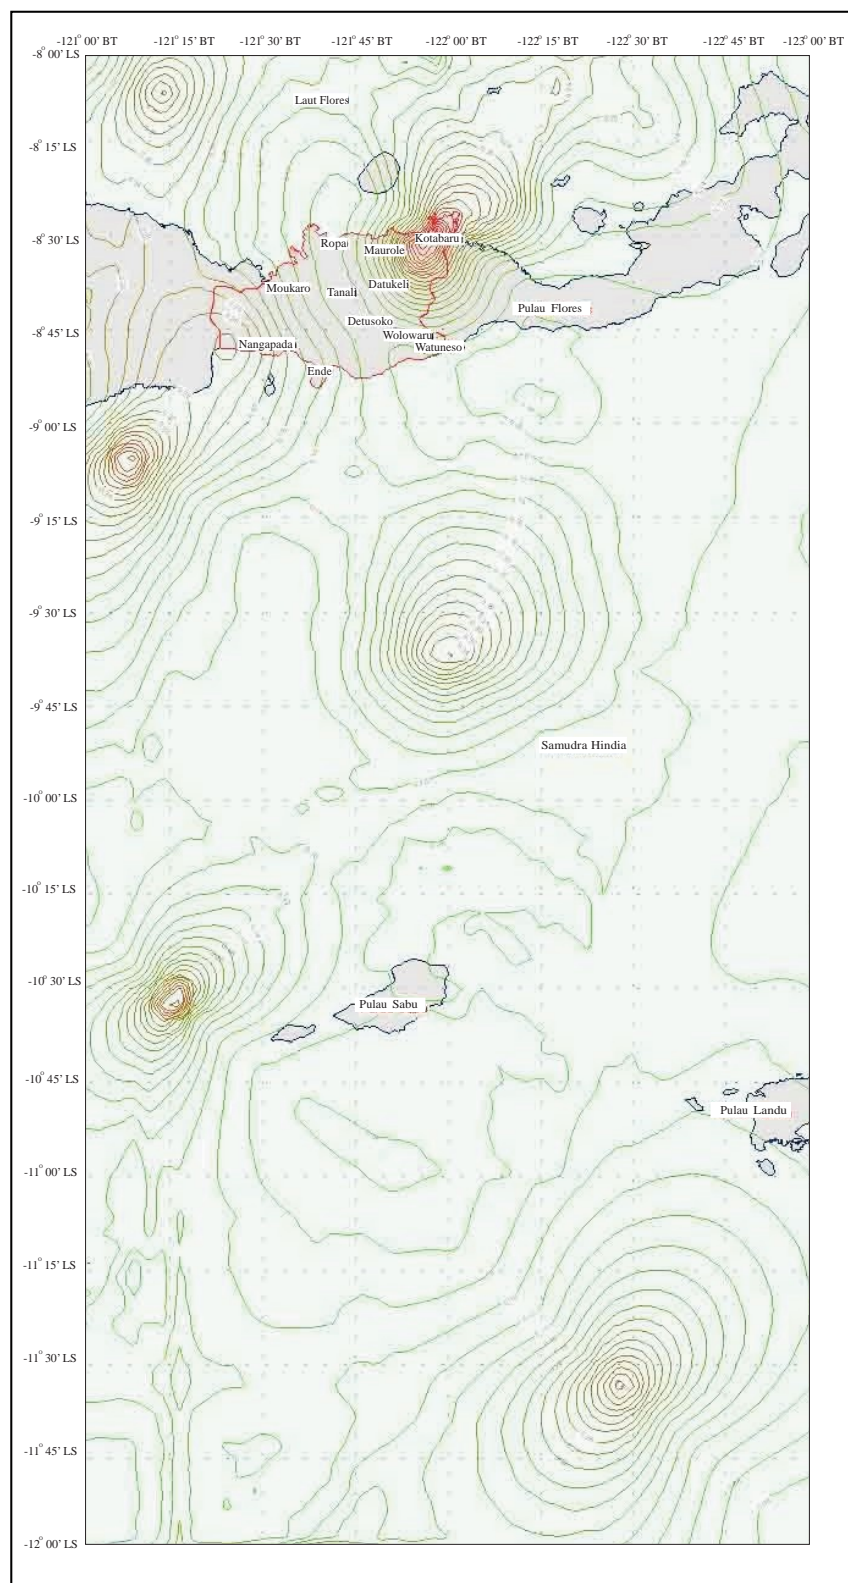 -121° 00' BT
-121° 15' BT
-121° 30' BT
-121° 45' BT
-122° 00' BT
-122° 15' BT
-122° 30' BT
-122° 45' BT
-123° 00' BT
-8° 00' LS
Laut Flores
-8° 15' LS
-8° 30' LS
Ropa
Maurole
Kotabaru
Moukaro
Tanali
Datukeli
Pulau Flores
-8° 45' LS
Detusoko
Wolowaru
Nangapada
Watuneso
Ende
-9° 00' LS
-9° 15' LS
-9° 30' LS
-9° 45' LS
Samudra Hindia
-10° 00' LS
-10° 15' LS
-10° 30' LS
Pulau Sabu
-10° 45' LS
Pulau Landu
-11° 00' LS
-11° 15' LS
-11° 30' LS
-11° 45' LS
-12° 00' LS